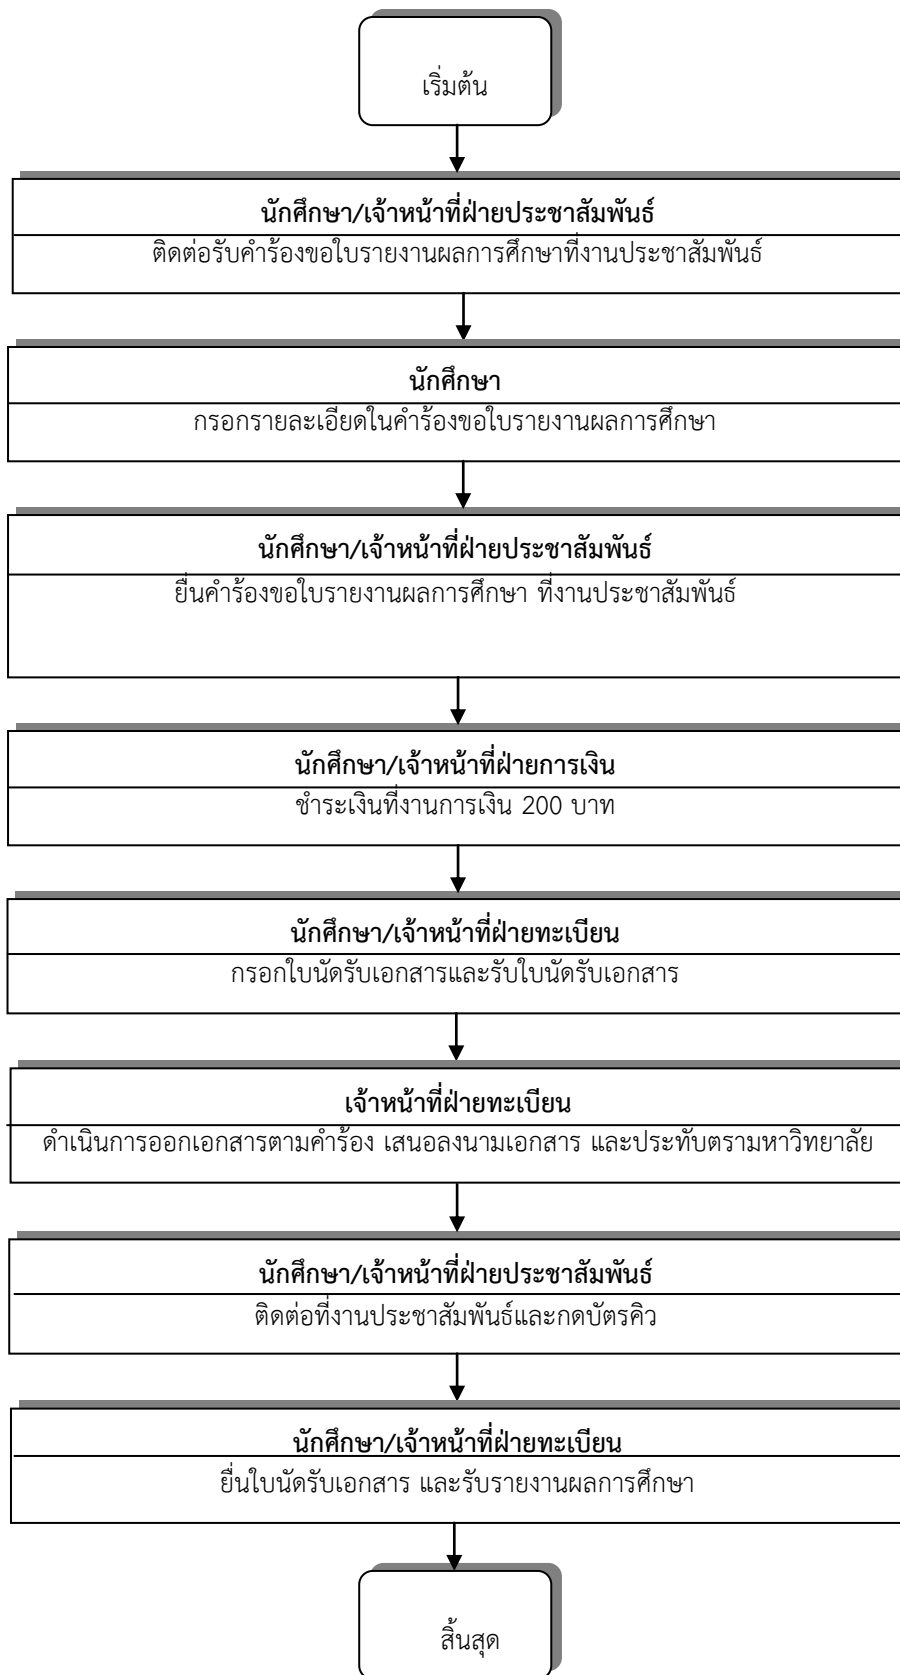 เริ่มต้น
นักศึกษา/เจ้าหน้าที่ฝ่ายประชาสัมพันธ์
ติดต่อรับคำร้องขอใบรายงานผลการศึกษาที่งานประชาสัมพันธ์
นักศึกษา
กรอกรายละเอียดในคำร้องขอใบรายงานผลการศึกษา
นักศึกษา/เจ้าหน้าที่ฝ่ายประชาสัมพันธ์
ยื่นคำร้องขอใบรายงานผลการศึกษา ที่งานประชาสัมพันธ์
นักศึกษา/เจ้าหน้าที่ฝ่ายการเงิน
ชำระเงินที่งานการเงิน 200 บาท
นักศึกษา/เจ้าหน้าที่ฝ่ายทะเบียน
กรอกใบนัดรับเอกสารและรับใบนัดรับเอกสาร
เจ้าหน้าที่ฝ่ายทะเบียน
ดำเนินการออกเอกสารตามคำร้อง เสนอลงนามเอกสาร และประทับตรามหาวิทยาลัย
นักศึกษา/เจ้าหน้าที่ฝ่ายประชาสัมพันธ์
ติดต่อที่งานประชาสัมพันธ์และกดบัตรคิว
นักศึกษา/เจ้าหน้าที่ฝ่ายทะเบียน
ยื่นใบนัดรับเอกสาร และรับรายงานผลการศึกษา
สิ้นสุด